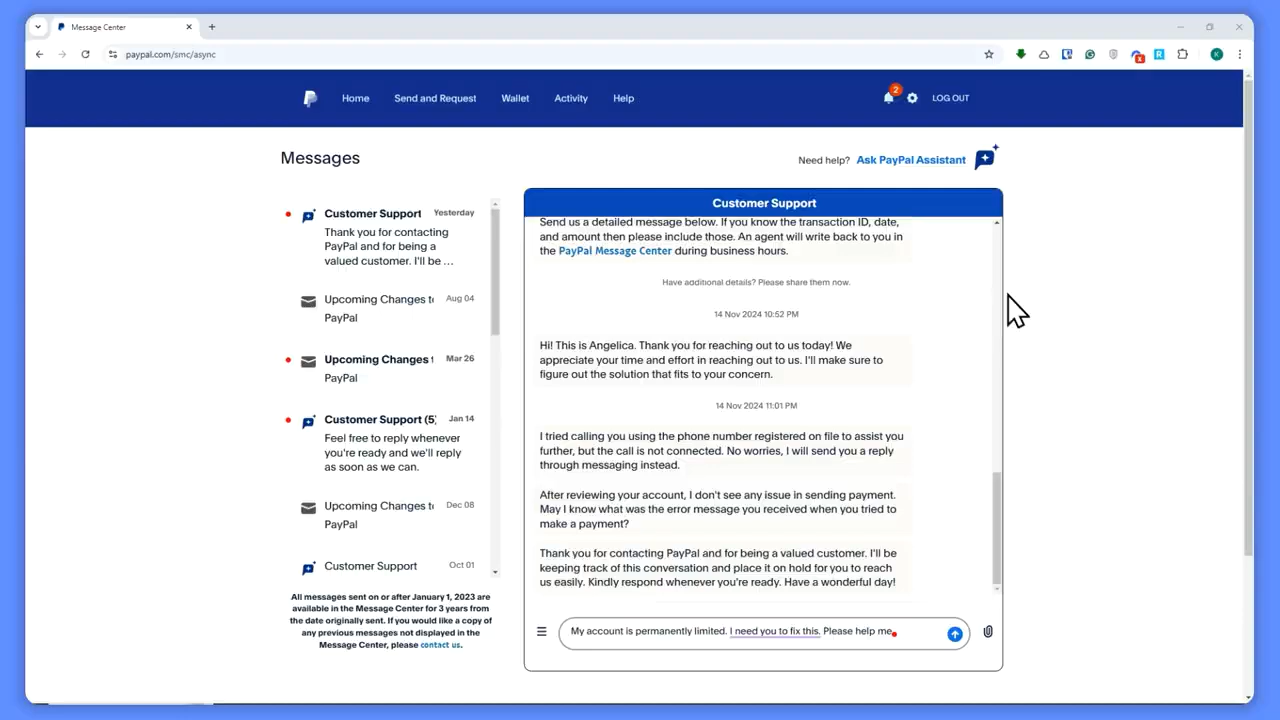 Message Center
paypal.com/smc/async
Home
Send and Request
Wallet
Activity
Help
2
LOG OUT
Messages
Need help? Ask PayPal Assistant
Customer Support Yesterday
Thank you for contacting
PayPal and for being a
valued customer. I'll be ...
Upcoming Changes t Aug 04
PayPal
Upcoming Changes Mar 26
PayPal
Customer Support (5) Jan 14
Feel free to reply whenever
you're ready and we'll reply
as soon as we can.
Upcoming Changes t Dec 08
PayPal
Customer Support Oct 01
All messages sent on or after January 1, 2023 are
available in the Message Center for 3 years from
the date originally sent. If you would like a copy of
any previous messages not displayed in the
Message Center, please contact us.
Customer Support
Send us a detailed message below. If you know the transaction ID, date,
and amount then please include those. An agent will write back to you in
the PayPal Message Center during business hours.
Have additional details? Please share them now.
14 Nov 2024 10:52 PM
Hi! This is Angelica. Thank you for reaching out to us today! We
appreciate your time and effort in reaching out to us. I'll make sure to
figure out the solution that fits to your concern.
14 Nov 2024 11:01 PM
I tried calling you using the phone number registered on file to assist you
further, but the call is not connected. No worries, I will send you a reply
through messaging instead.
After reviewing your account, I don't see any issue in sending payment.
May I know what was the error message you received when you tried to
make a payment?
Thank you for contacting PayPal and for being a valued customer. I'll be
keeping track of this conversation and place it on hold for you to reach
us easily. Kindly respond whenever you're ready. Have a wonderful day!
My account is permanently limited. I need you to fix this. Please help me